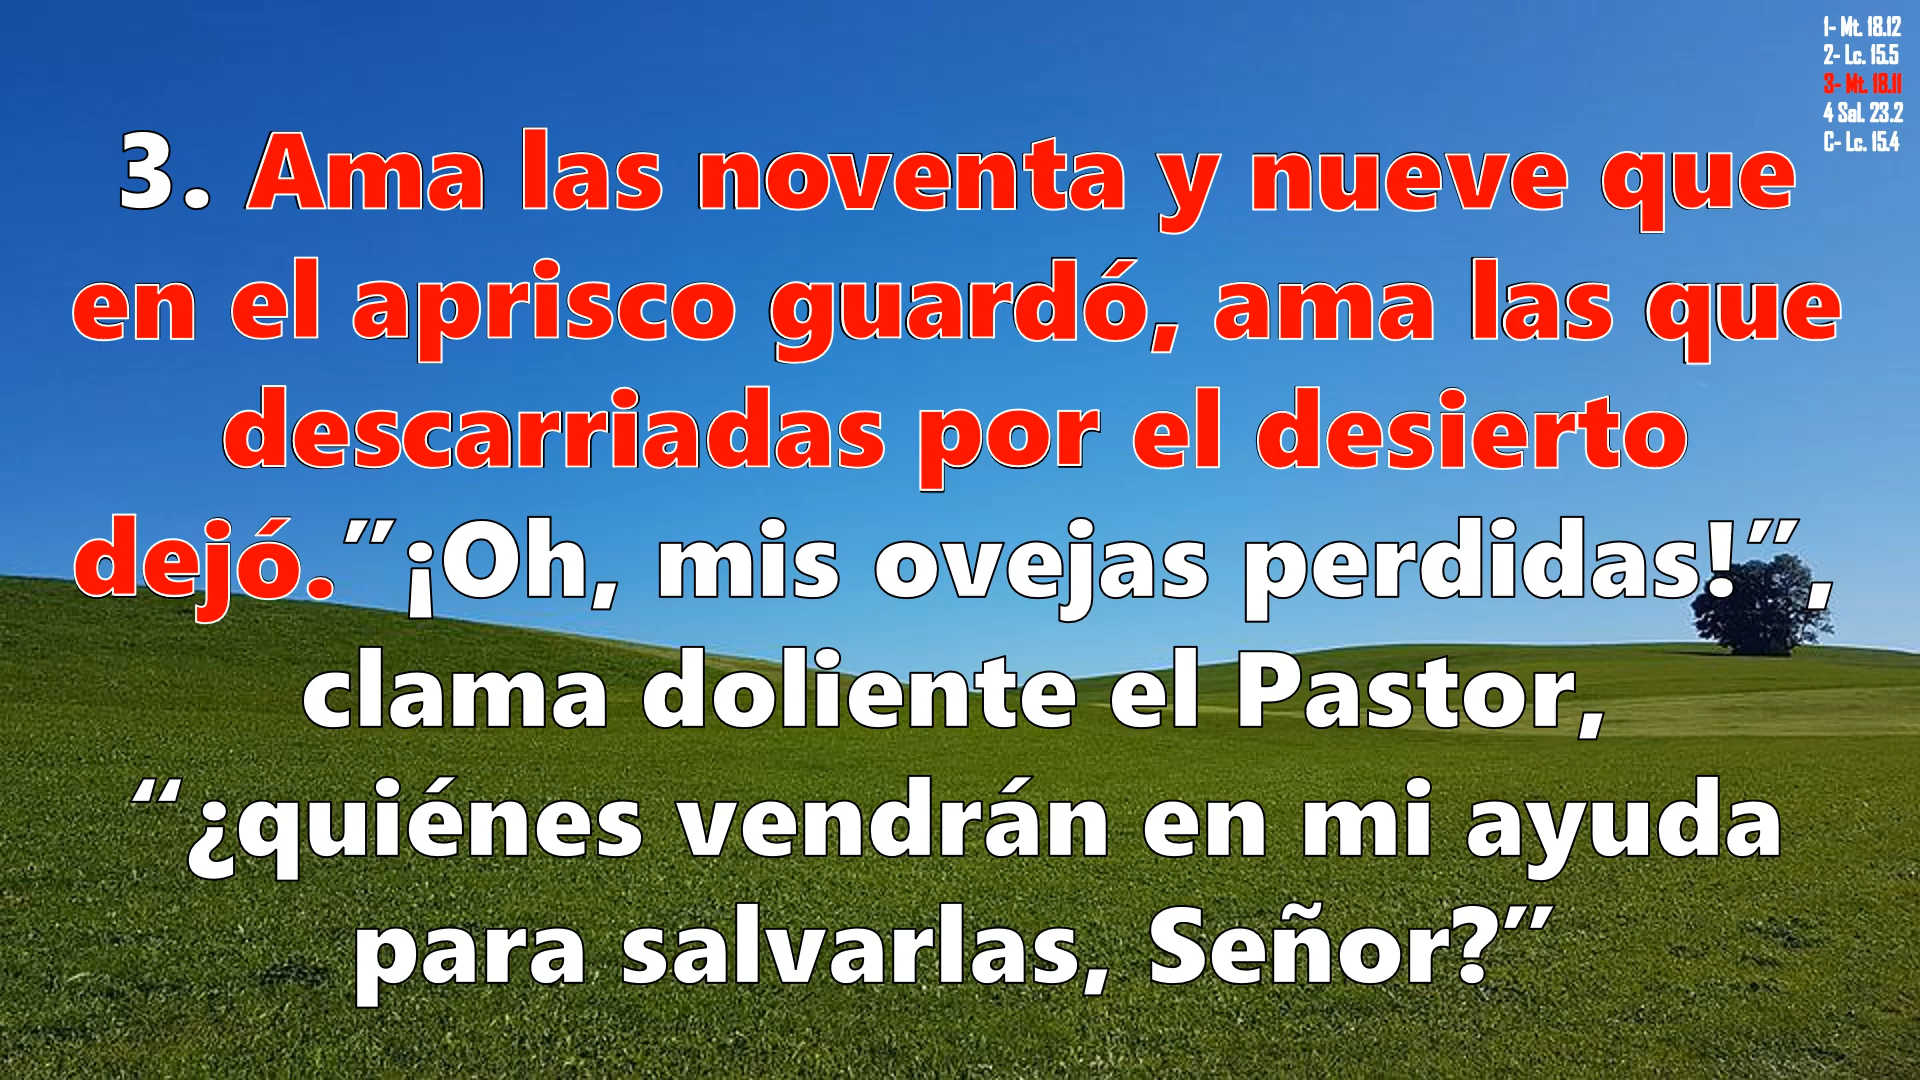 1- Mt. 18.12
2- Lc. 15.5
3- Mt. 18.11
4 Sal. 23.2
C- Lc. 15.4
3. Ama las noventa y nueve que
en el aprisco guardó, ama las que
descarriadas por el desierto
dejó. ”¡Oh, mis ovejas perdidas!”,
clama doliente el Pastor,
“¿quiénes vendrán en mi ayuda
para salvarlas, Señor?”